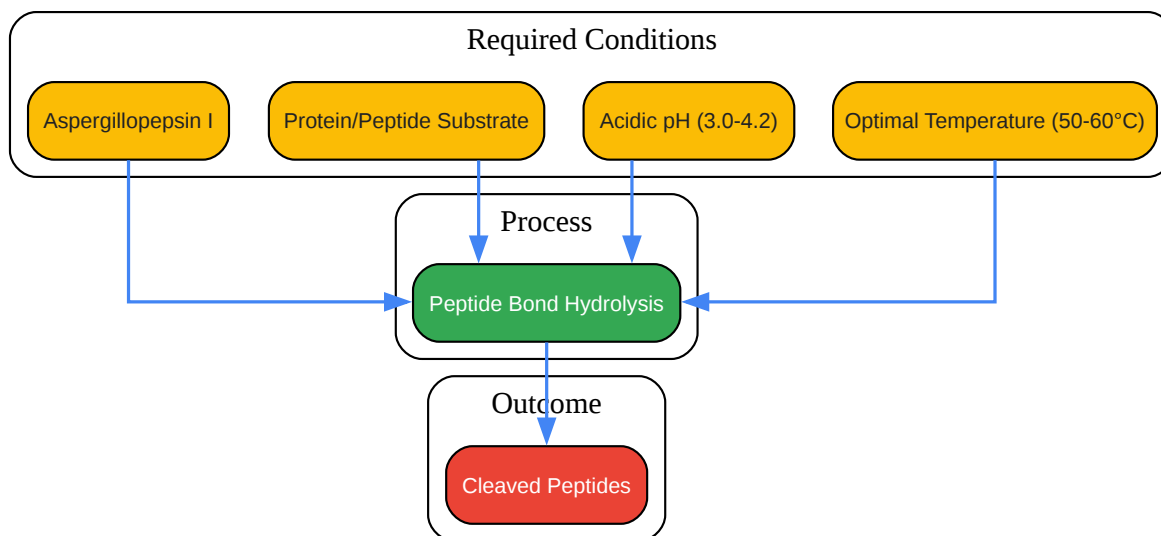 Required Conditions
Aspergillopepsin I
Protein/Peptide Substrate
Acidic pH (3.0-4.2)
Optimal Temperature (50-60°C)
Process
Peptide Bond Hydrolysis
Outcome
Cleaved Peptides